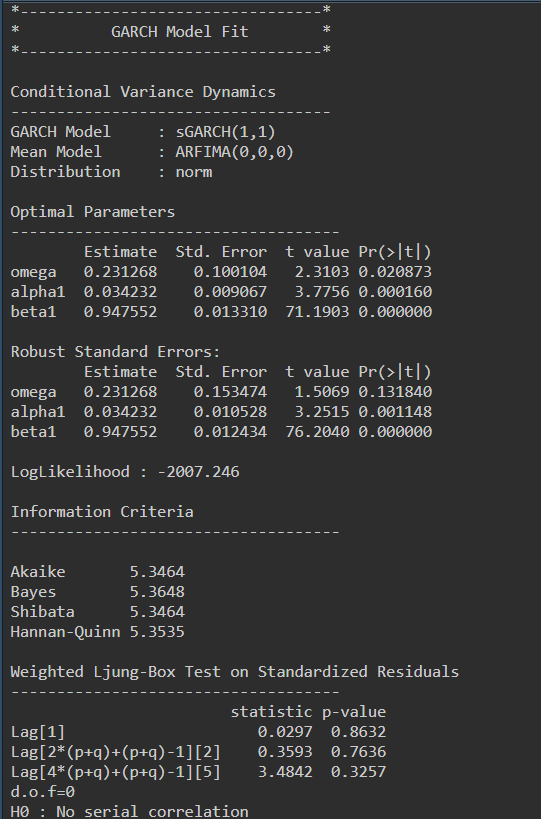 *---------------------------------*
*          GARCH Model Fit        *
*---------------------------------*
Conditional Variance Dynamics
-----------------------------------
GARCH Model     : sGARCH(1,1)
Mean Model      : ARFIMA(0,0,0)
Distribution    : norm
Optimal Parameters
------------------------------------
        Estimate  Std. Error  t value Pr(>|t|)
omega   0.231268    0.100104   2.3103 0.020873
alpha1  0.034232    0.009067   3.7756 0.000160
beta1   0.947552    0.013310  71.1903 0.000000
Robust Standard Errors:
        Estimate  Std. Error  t value Pr(>|t|)
omega   0.231268    0.153474   1.5069 0.131840
alpha1  0.034232    0.010528   3.2515 0.001148
beta1   0.947552    0.012434  76.2040 0.000000
LogLikelihood : -2007.246
Information Criteria
------------------------------------
Akaike       5.3464
Bayes        5.3648
Shibata      5.3464
Hannan-Quinn 5.3535
Weighted Ljung-Box Test on Standardized Residuals
------------------------------------
                        statistic p-value
Lag[1]                     0.0297  0.8632
Lag[2*(p+q)+(p+q)-1][2]    0.3593  0.7636
Lag[4*(p+q)+(p+q)-1][5]    3.4842  0.3257
d.o.f=0
H0 : No serial correlation